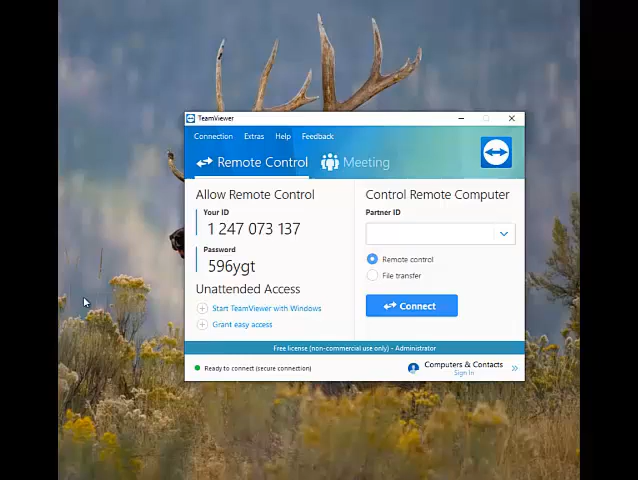 TeamViewer
Connection Extras Help Feedback
Remote Control Meeting
Allow Remote Control
Your ID
1 247 073 137
Password
596ygt
Unattended Access
Start TeamViewer with Windows
Grant easy access
Control Remote Computer
Partner ID
Remote control
File transfer
Connect
Free license (non-commercial use only) - Administrator
Ready to connect (secure connection)
Computers & Contacts
Sign In